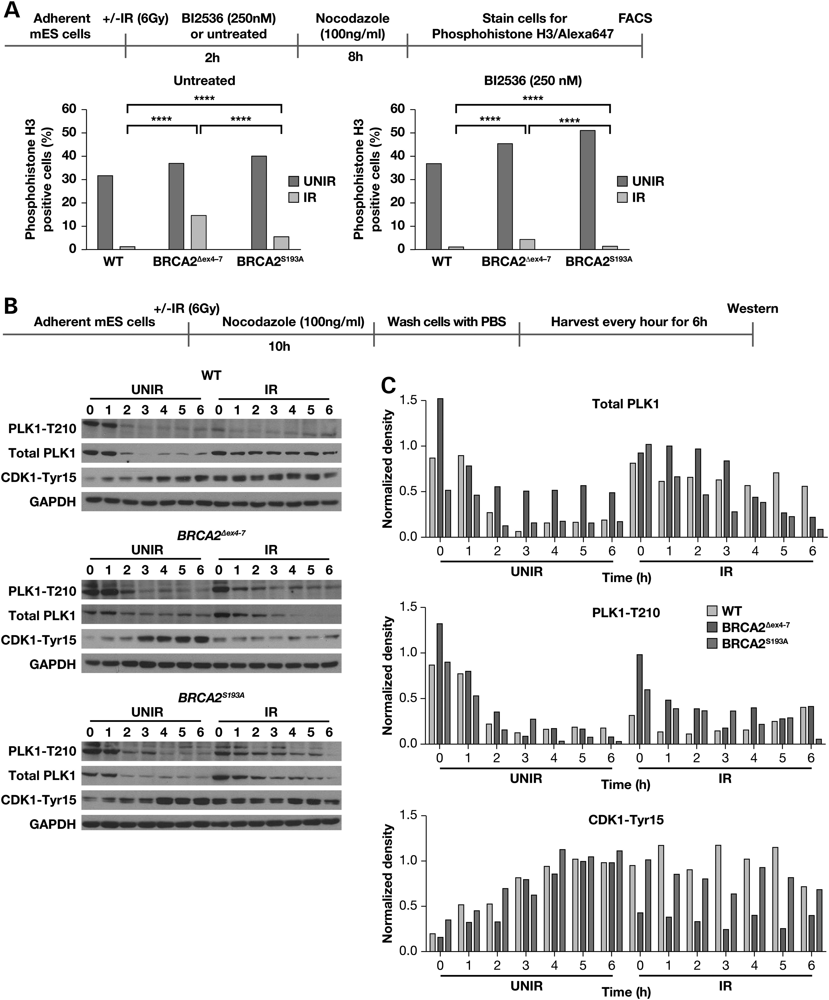 A
Adherent
mES cells
+/-IR (6Gy)
BI2536 (250nM)
or untreated
Nocodazole
(100ng/ml)
Stain cells for
Phosphohistone H3/Alexa647
FACS
2h
8h
Untreated
****
****
****
Phosphohistone H3
positive cells (%)
60
50
40
30
20
10
0
UNIR
IR
WT
BRCA2Δex4–7
BRCA2S193A
BI2536 (250 nM)
****
****
****
Phosphohistone H3
positive cells (%)
60
50
40
30
20
10
0
UNIR
IR
WT
BRCA2Δex4–7
BRCA2S193A
B
Adherent mES cells
+/-IR (6Gy)
Nocodazole (100ng/ml)
Wash cells with PBS
Harvest every hour for 6h
Western
10h
WT
UNIR IR
0 1 2 3 4 5 6 0 1 2 3 4 5 6
PLK1-T210
Total PLK1
CDK1-Tyr15
GAPDH
BRCA2Δex4-7
UNIR IR
0 1 2 3 4 5 6 0 1 2 3 4 5 6
PLK1-T210
Total PLK1
CDK1-Tyr15
GAPDH
BRCA2S193A
UNIR IR
0 1 2 3 4 5 6 0 1 2 3 4 5 6
PLK1-T210
Total PLK1
CDK1-Tyr15
GAPDH
C
Total PLK1
Normalized density
1.5
1.0
0.5
0.0
0 1 2 3 4 5 6 0 1 2 3 4 5 6
UNIR
Time (h)
IR
PLK1-T210
WT
BRCA2Δex4-7
BRCA2S193A
Normalized density
1.5
1.0
0.5
0.0
0 1 2 3 4 5 6 0 1 2 3 4 5 6
UNIR
Time (h)
IR
CDK1-Tyr15
Normalized density
1.5
1.0
0.5
0.0
0 1 2 3 4 5 6 0 1 2 3 4 5 6
UNIR
Time (h)
IR